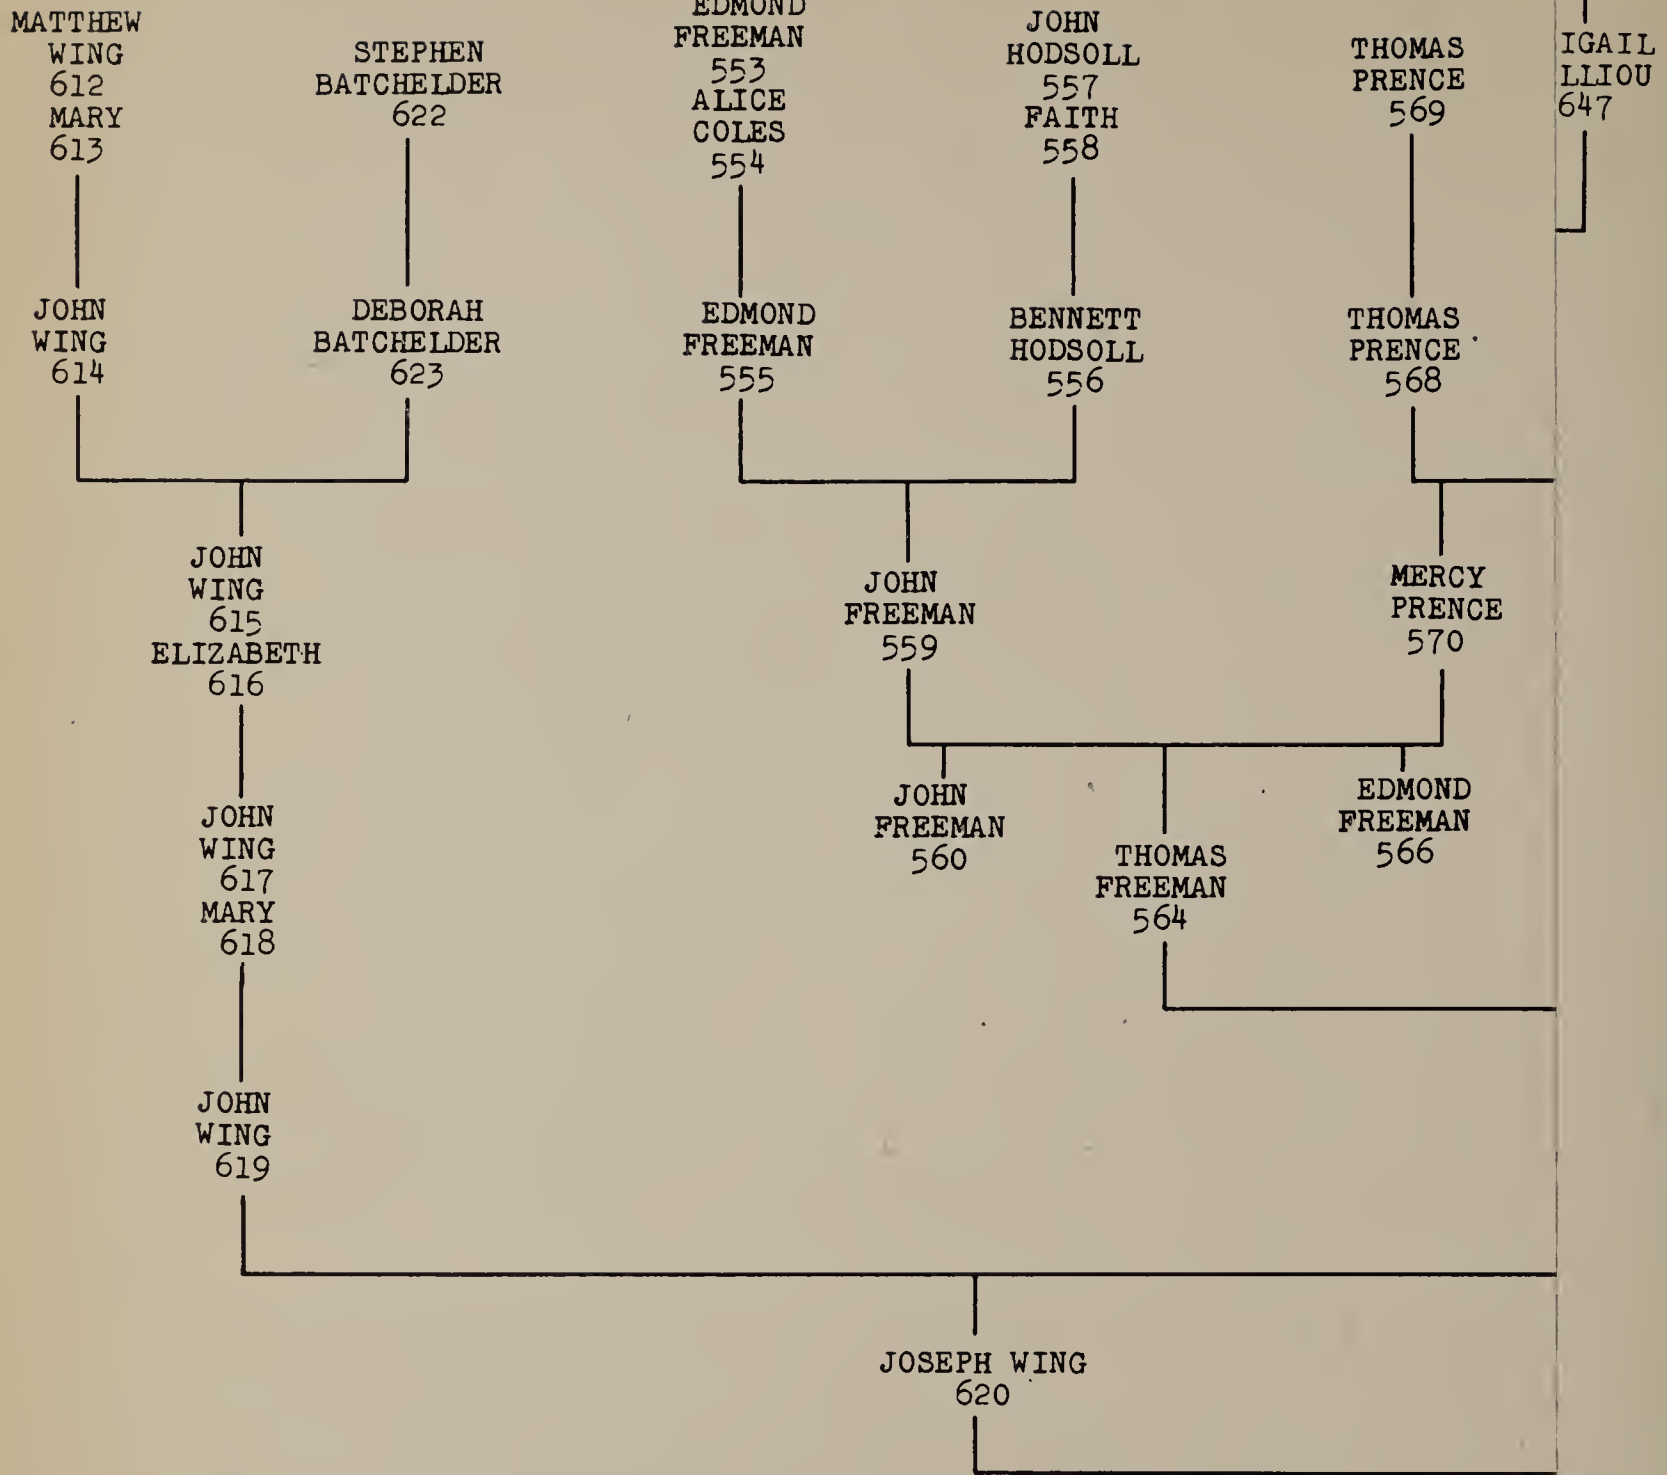 MATTHEW
WING
612
MARY
613
STEPHEN
BATCHELDER
622
EDMOND
FREEMAN
553
ALICE
COLES
554
JOHN
HODSOLL
557
FAITH
558
THOMAS
PRENCE
569
IGAIL
LLIOU
647
JOHN
WING
614
DEBORAH
BATCHELDER
623
EDMOND
FREEMAN
555
BENNETT
HODSOLL
556
THOMAS
PRENCE
568
JOHN
WING
615
ELIZABETH
616
JOHN
FREEMAN
559
MERCY
PRENCE
570
JOHN
WING
617
MARY
618
JOHN
FREEMAN
560
THOMAS
FREEMAN
564
EDMOND
FREEMAN
566
JOHN
WING
619
JOSEPH WING
620